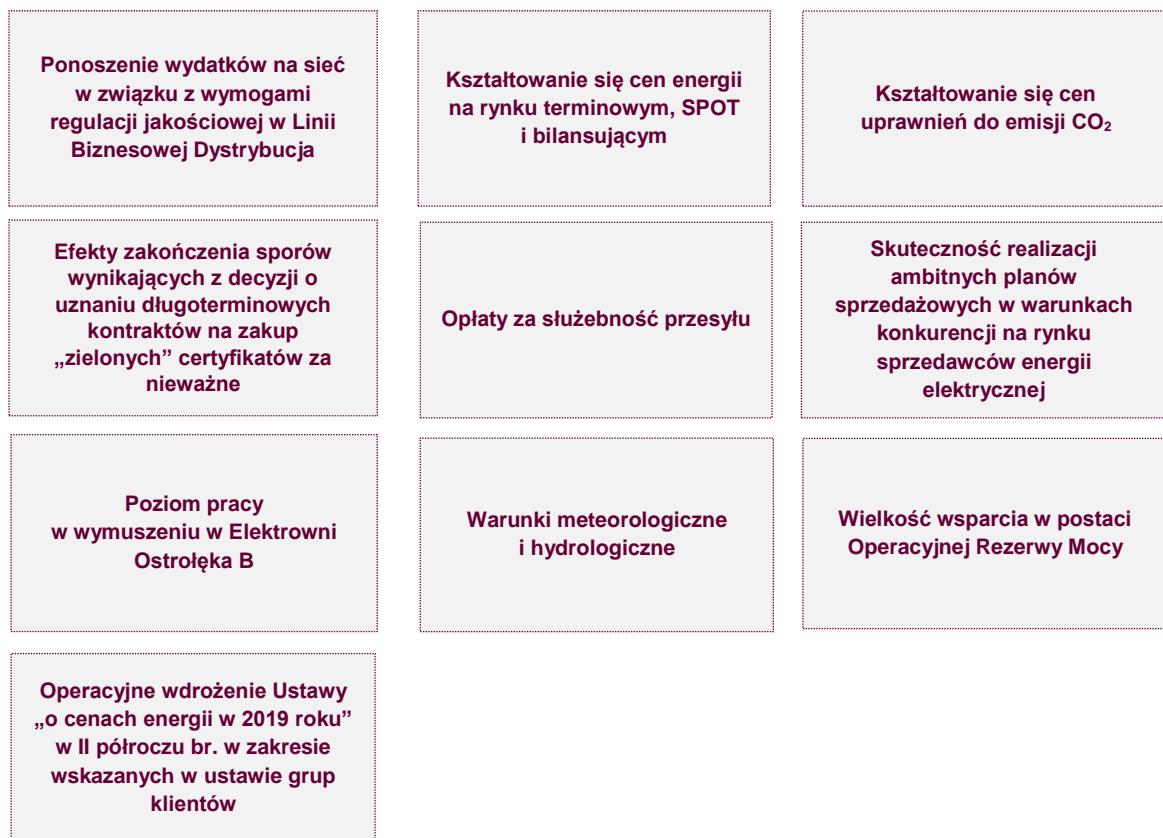 Ponoszenie wydatków na sieć
w związku z wymogami
regulacji jakościowej w Linii
Biznesowej Dystrybucja
Kształtowanie się cen energii
na rynku terminowym, SPOT
i bilansującym
Kształtowanie się cen
uprawnień do emisji CO₂
Efekty zakończenia sporów
wynikających z decyzji o
uznaniu długoterminowych
kontraktów na zakup
„zielonych” certyfikatów za
nieważne
Opłaty za służebność przesyłu
Skuteczność realizacji
ambitnych planów
sprzedażowych w warunkach
konkurencji na rynku
sprzedawców energii
elektrycznej
Poziom pracy
w wymuszeniu w Elektrowni
Ostrołęka B
Warunki meteorologiczne
i hydrologiczne
Wielkość wsparcia w postaci
Operacyjnej Rezerwy Mocy
Operacyjne wdrożenie Ustawy
„o cenach energii w 2019 roku”
w II półroczu br. w zakresie
wskazanych w ustawie grup
klientów